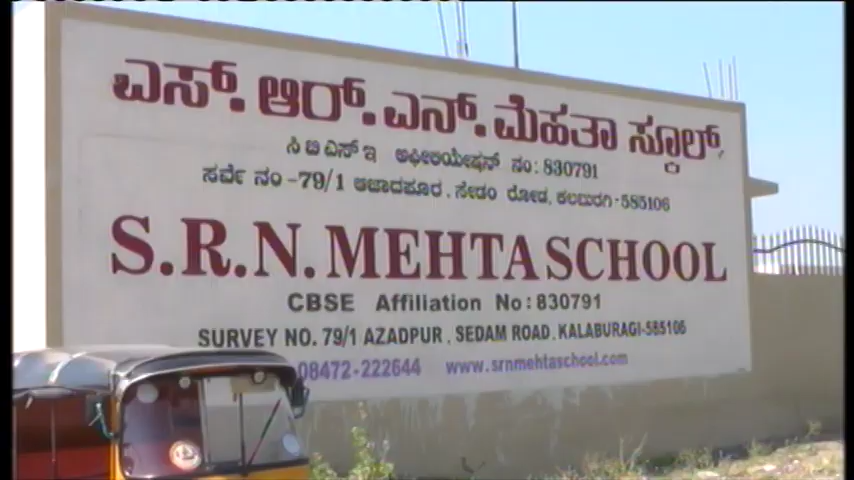 ಎಸ್. ಆರ್. ಎನ್. ಮೆಹತಾ ಸ್ಕೂಲ್
ಸಿ ಬಿ ಎಸ್ ಇ ಅಫೀಲಿಯೇಷನ್ ನಂ: 830791
ಸರ್ವೆ ನಂ -79/1 ಆಜಾದಪೂರ, ಸೇಡಂ ರೋಡ, ಕಲಬುರಗಿ-585106
S.R.N. MEHTA SCHOOL
CBSE Affiliation No: 830791
SURVEY NO. 79/1 AZADPUR, SEDAM ROAD, KALABURAGI-585106
08472-222644 www.srnmehtaschool.com